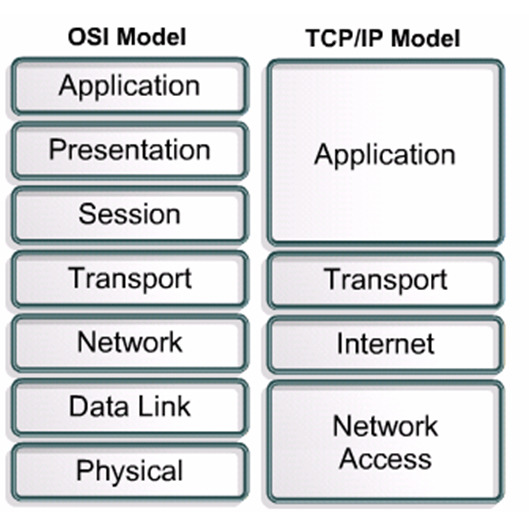 OSI Model
Application
Presentation
Session
Transport
Network
Data Link
Physical
TCP/IP Model
Application
Transport
Internet
Network
Access